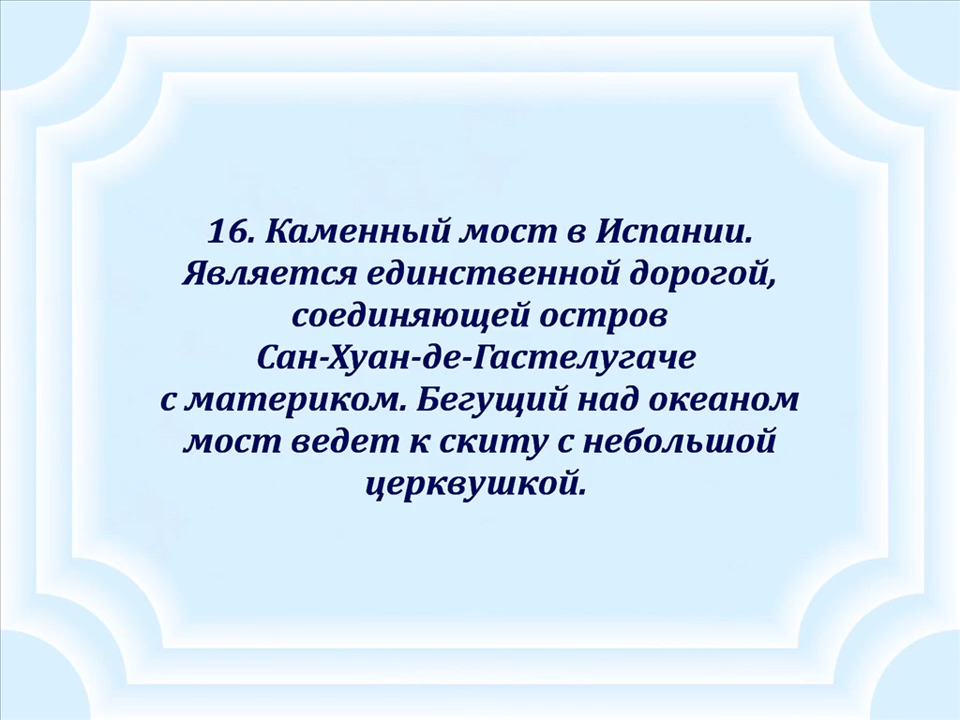 16. Каменный мост в Испании.
Является единственной дорогой,
соединяющей остров
Сан-Хуан-де-Гастелугаче
с материком. Бегущий над океаном
мост ведет к скиту с небольшой
церквушкой.